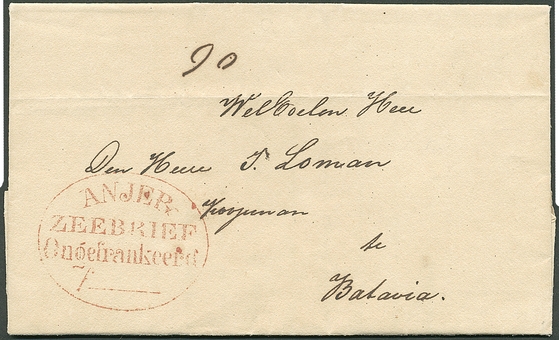 90
WelEdelen Heer
Den Heere J. Loman
Koopman
te
Batavia.
ANJER.
ZEEBRIEF
Ongefrankeerd
7